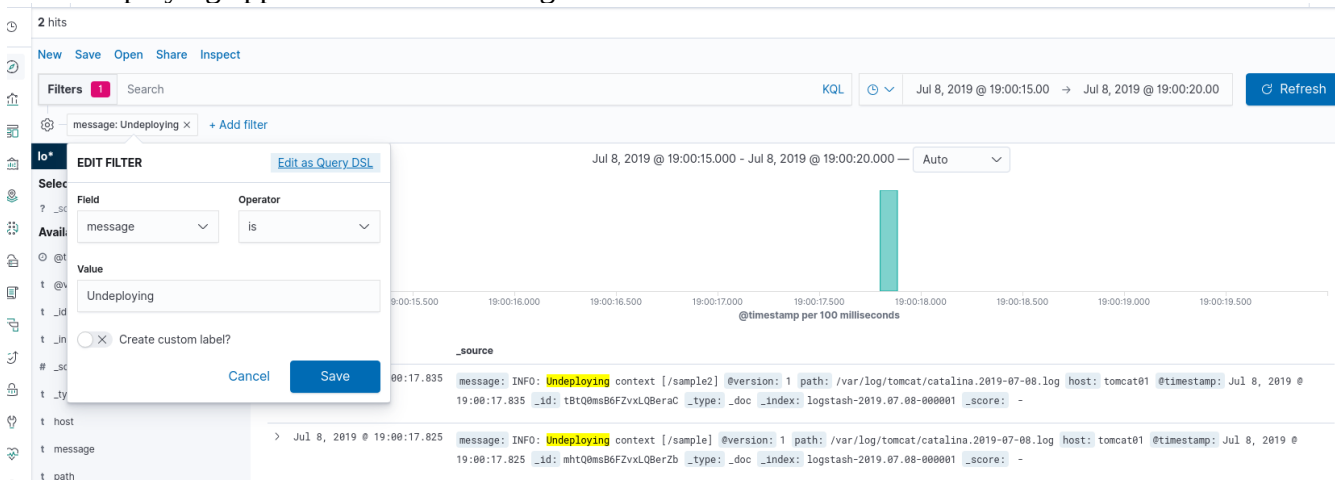 2 hits
New Save Open Share Inspect
Filters 1 Search KQL Jul 8, 2019 @ 19:00:15.00 → Jul 8, 2019 @ 19:00:20.00 Refresh
message: Undeploying × + Add filter
lo*
EDIT FILTER Edit as Query DSL
Jul 8, 2019 @ 19:00:15.000 - Jul 8, 2019 @ 19:00:20.000 — Auto
Selec
Field Operator
? _sc
message is
Avail
@t
Value
t @v
Undeploying
t _id
19:00:16.000 19:00:16.500 19:00:17.000 19:00:17.500 19:00:18.000 19:00:18.500 19:00:19.000 19:00:19.500
@timestamp per 100 milliseconds
t _in
Create custom label?
_source
# _sc
Cancel Save
t _ty
message: INFO: Undeploying context [/sample2] @version: 1 path: /var/log/tomcat/catalina.2019-07-08.log host: tomcat01 @timestamp: Jul 8, 2019 @
19:00:17.835 _id: tBtQ0msB6FZvxLQBeraC _type: _doc _index: logstash-2019.07.08-000001 _score: -
t host
> Jul 8, 2019 @ 19:00:17.825 message: INFO: Undeploying context [/sample] @version: 1 path: /var/log/tomcat/catalina.2019-07-08.log host: tomcat01 @timestamp: Jul 8, 2019 @
t message
19:00:17.825 _id: mhtQ0msB6FZvxLQBerZb _type: _doc _index: logstash-2019.07.08-000001 _score: -
t path